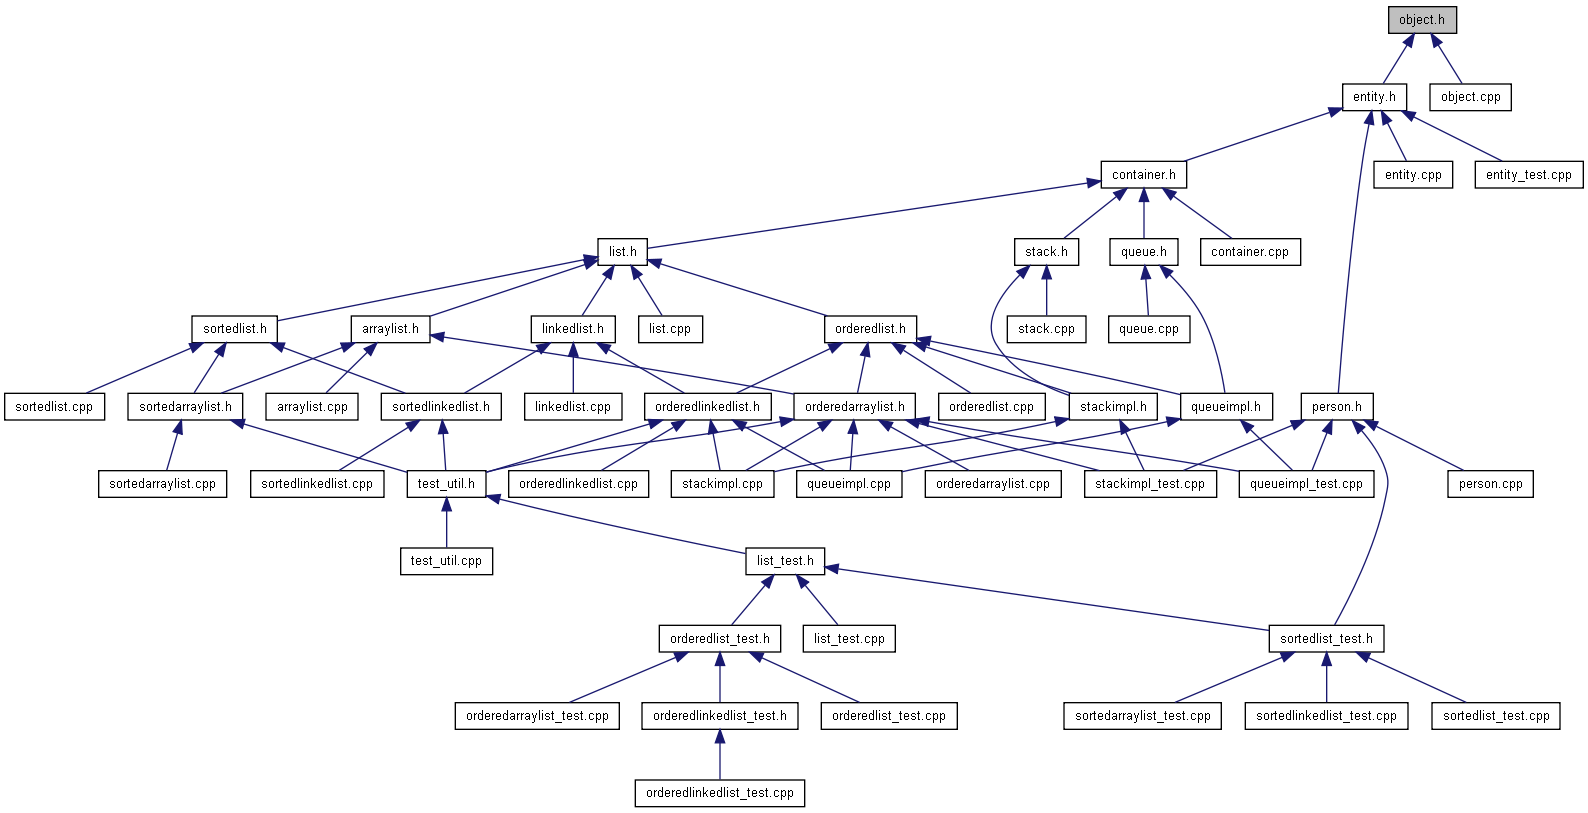 object.h
entity.h
object.cpp
container.h
entity.cpp
entity_test.cpp
list.h
stack.h
queue.h
container.cpp
sortedlist.h
arraylist.h
linkedlist.h
list.cpp
orderedlist.h
stack.cpp
queue.cpp
sortedlist.cpp
sortedarraylist.h
arraylist.cpp
sortedlinkedlist.h
linkedlist.cpp
orderedlinkedlist.h
orderedarraylist.h
orderedlist.cpp
stackimpl.h
queueimpl.h
person.h
sortedarraylist.cpp
sortedlinkedlist.cpp
test_util.h
orderedlinkedlist.cpp
stackimpl.cpp
queueimpl.cpp
orderedarraylist.cpp
stackimpl_test.cpp
queueimpl_test.cpp
person.cpp
test_util.cpp
list_test.h
orderedlist_test.h
list_test.cpp
sortedlist_test.h
orderedarraylist_test.cpp
orderedlinkedlist_test.h
orderedlist_test.cpp
sortedarraylist_test.cpp
sortedlinkedlist_test.cpp
sortedlist_test.cpp
orderedlinkedlist_test.cpp